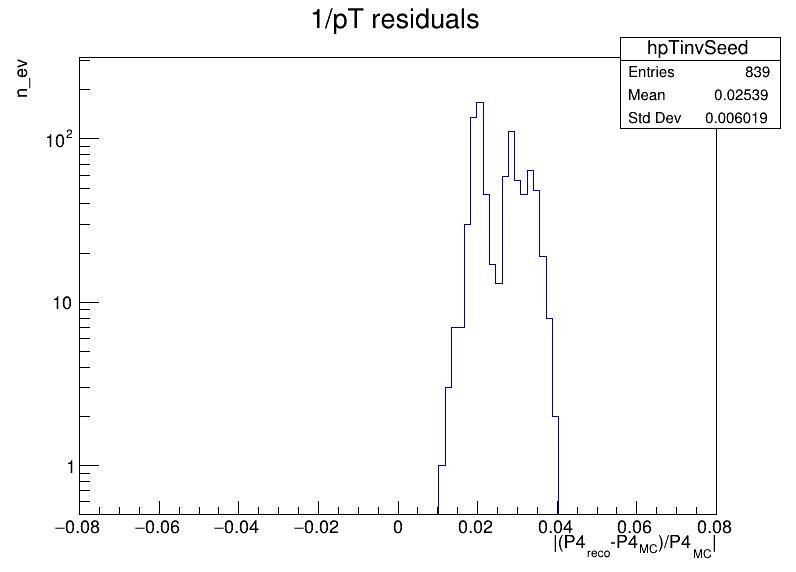 1/pT residuals
hpTinvSeed
Entries 839
Mean 0.02539
Std Dev 0.006019
n_ev
10²
10
1
−0.08 −0.06 −0.04 −0.02 0 0.02 0.04 0.06 0.08
|(P4reco-P4MC)/P4MC|